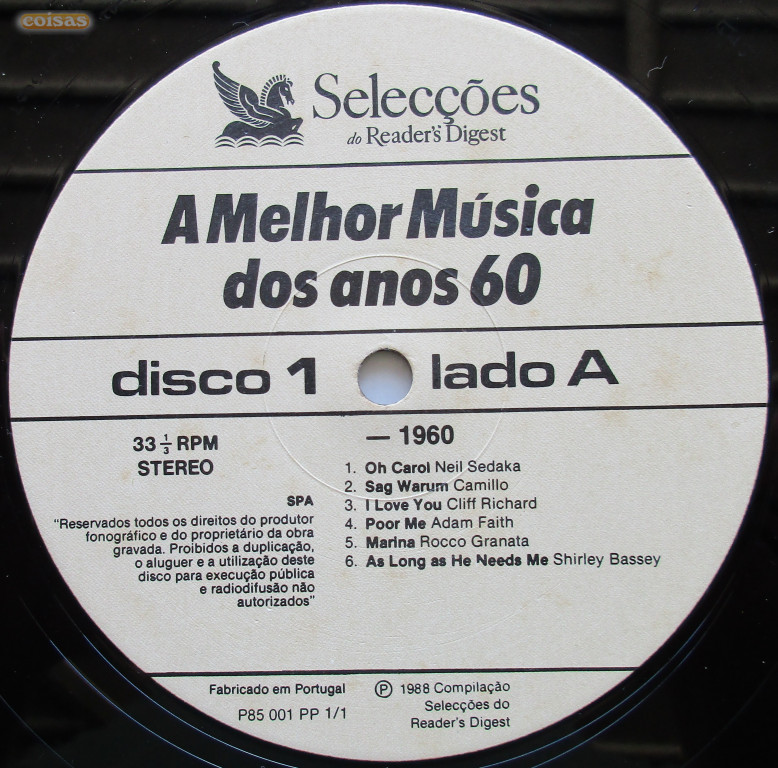 coisas
Selecções
do Reader's Digest
A Melhor Música
dos anos 60
disco 1 lado A
33 1/3 RPM
STEREO
SPA
"Reservados todos os direitos do produtor
fonográfico e do proprietário da obra
gravada. Proibidos a duplicação,
o aluguer e a utilização deste
disco para execução pública
e radiodifusão não
autorizados"
— 1960
1. Oh Carol Neil Sedaka
2. Sag Warum Camillo
3. I Love You Cliff Richard
4. Poor Me Adam Faith
5. Marina Rocco Granata
6. As Long as He Needs Me Shirley Bassey
Fabricado em Portugal
P85 001 PP 1/1
Ⓟ 1988 Compilação
Selecções do
Reader's Digest